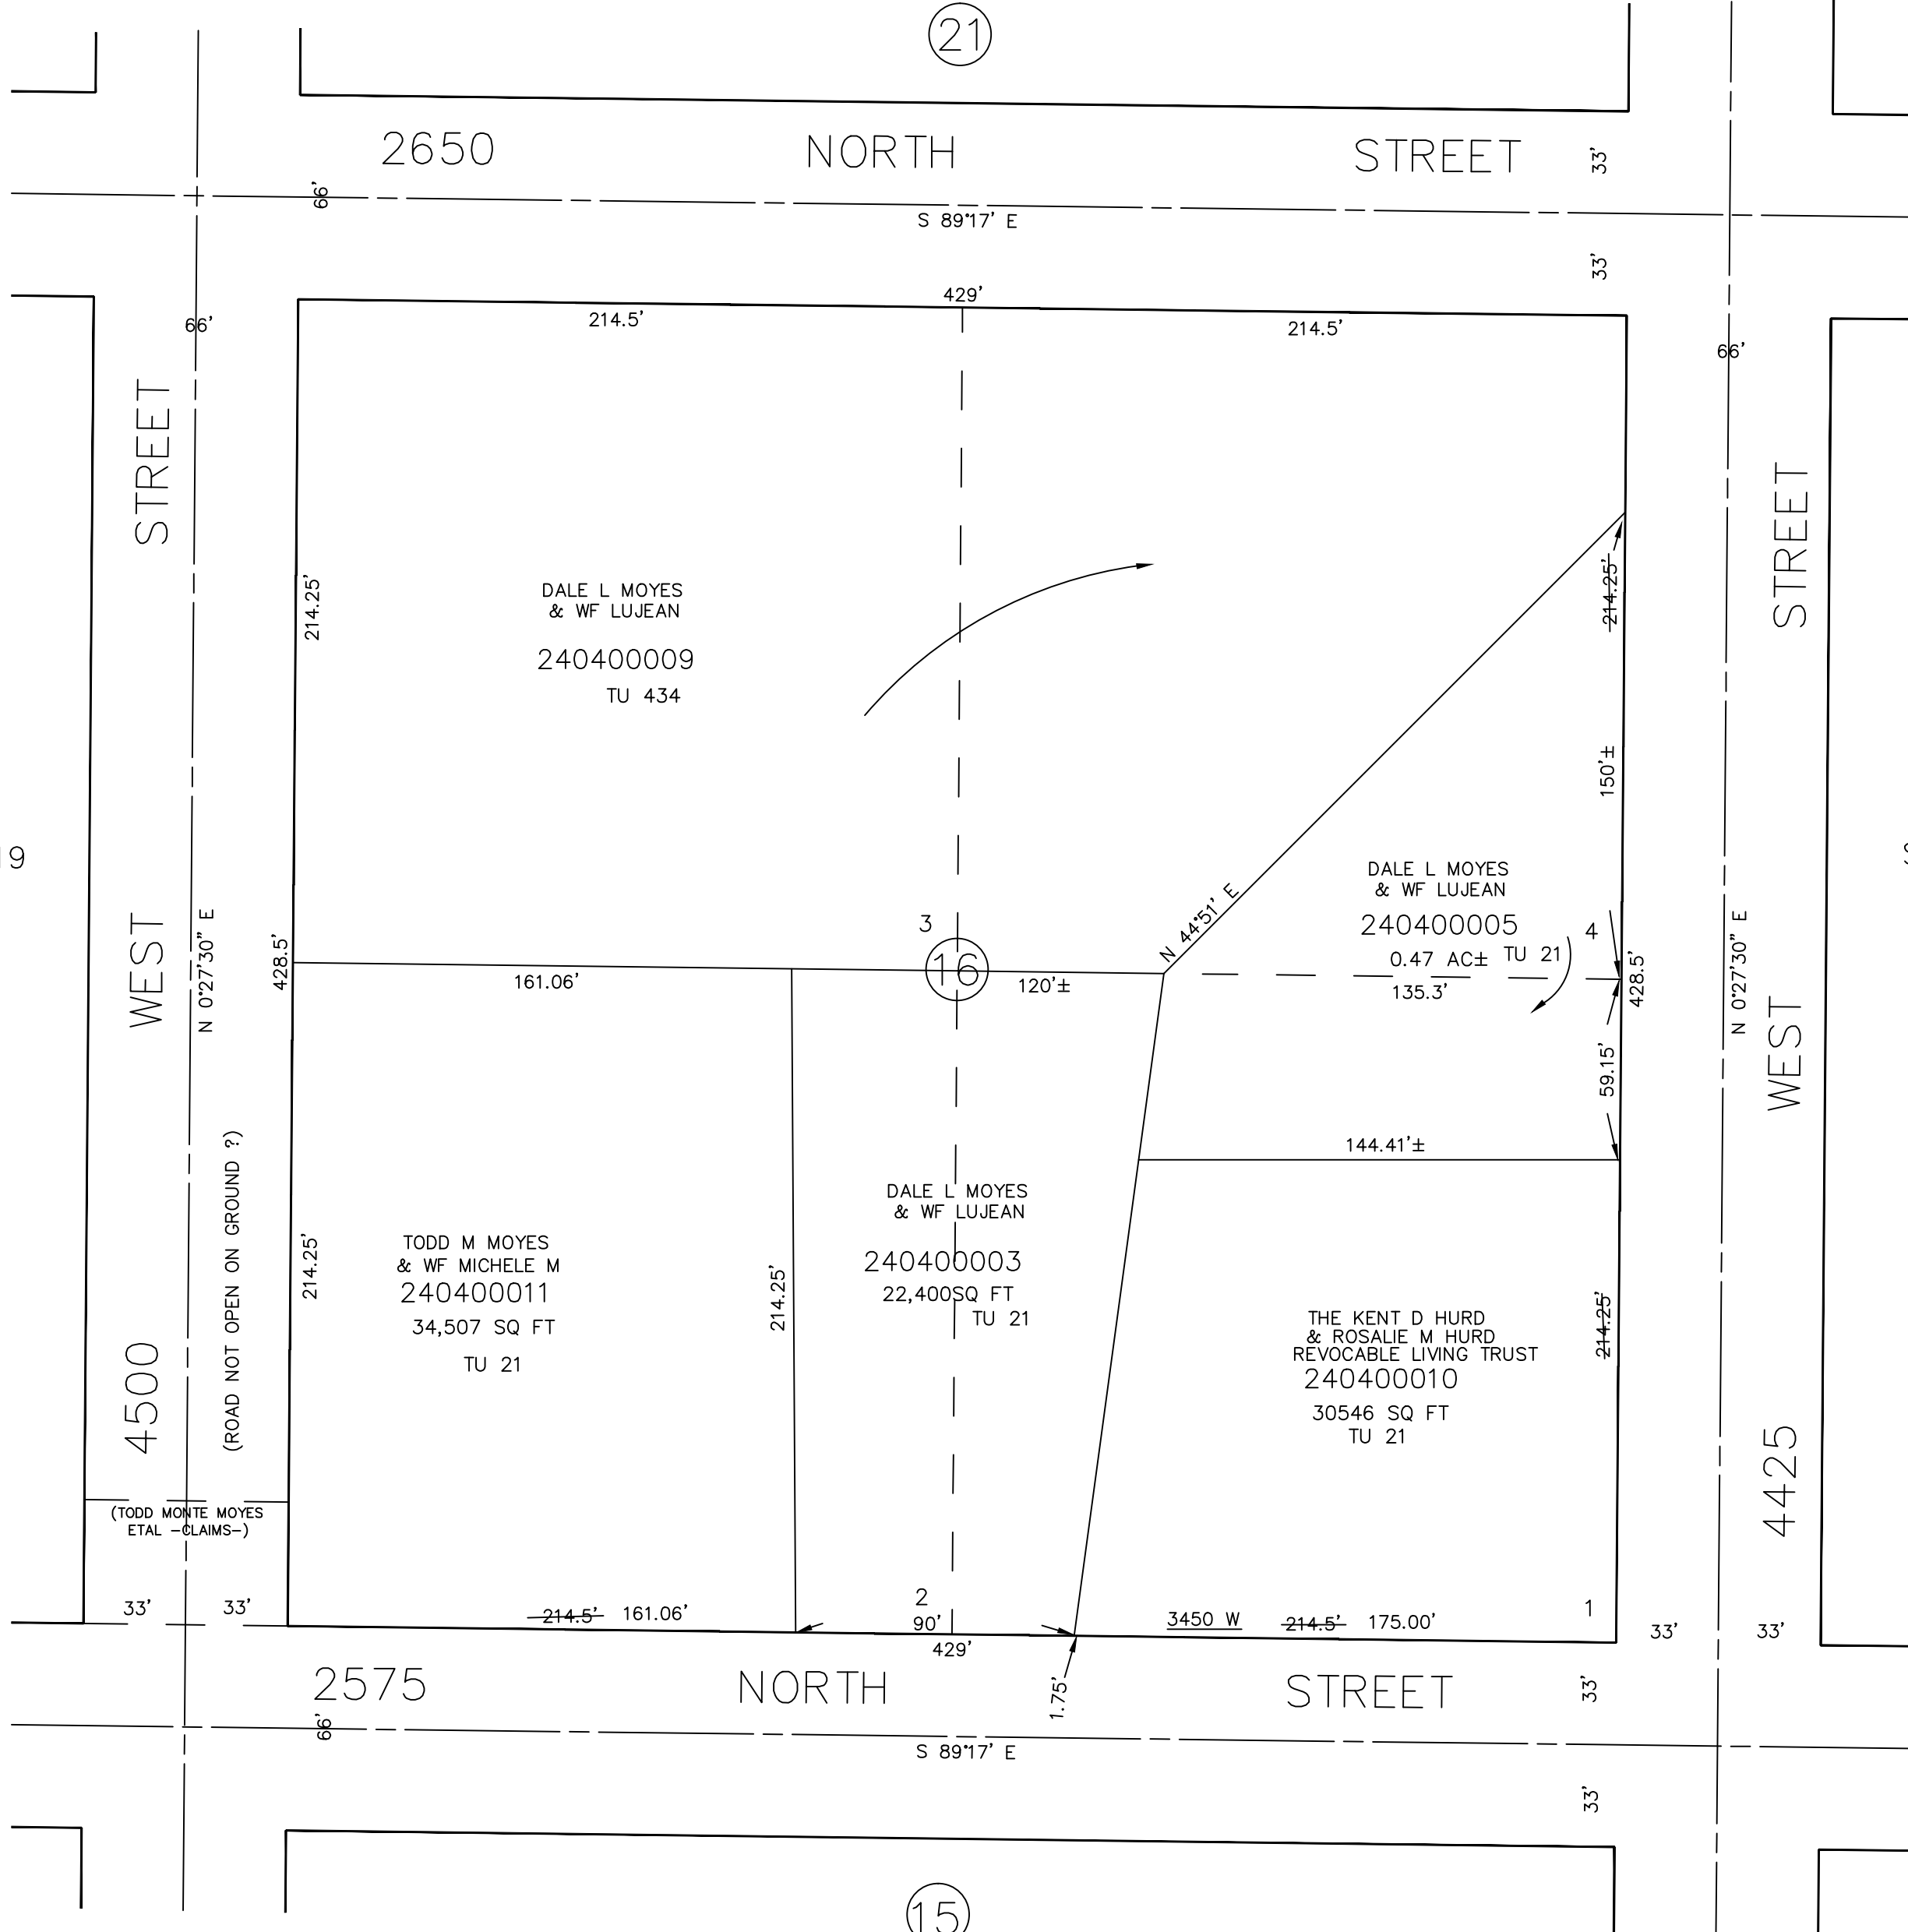 21
2650 NORTH STREET
33'
66'
S 89°17' E
33'
429'
66'
214.5'
214.5'
66'
STREET
STREET
214.25'
DALE L MOYES
& WF LUJEAN
240400009
TU 434
214.25'
150'±
9
DALE L MOYES
& WF LUJEAN
240400005
0.47 AC±
TU 21
4
3
16
N 44°51' E
WEST
N 0°27'30" E
428.5'
161.06'
120'±
135.3'
428.5'
N 0°27'30" E
WEST
59.15'
144.41'±
(ROAD NOT OPEN ON GROUND ?)
214.25'
TODD M MOYES
& WF MICHELE M
240400011
34,507 SQ FT
TU 21
214.25'
DALE L MOYES
& WF LUJEAN
240400003
22,400SQ FT
TU 21
THE KENT D HURD
& ROSALIE M HURD
REVOCABLE LIVING TRUST
240400010
30546 SQ FT
TU 21
214.25'
4500
4425
(TODD MONTE MOYES
ETAL -CLAIMS-)
33'
33'
214.5' 161.06'
2
90'
429'
3450 W
214.5' 175.00'
1
33'
33'
2575 NORTH STREET
1.75'
33'
66'
S 89°17' E
33'
15